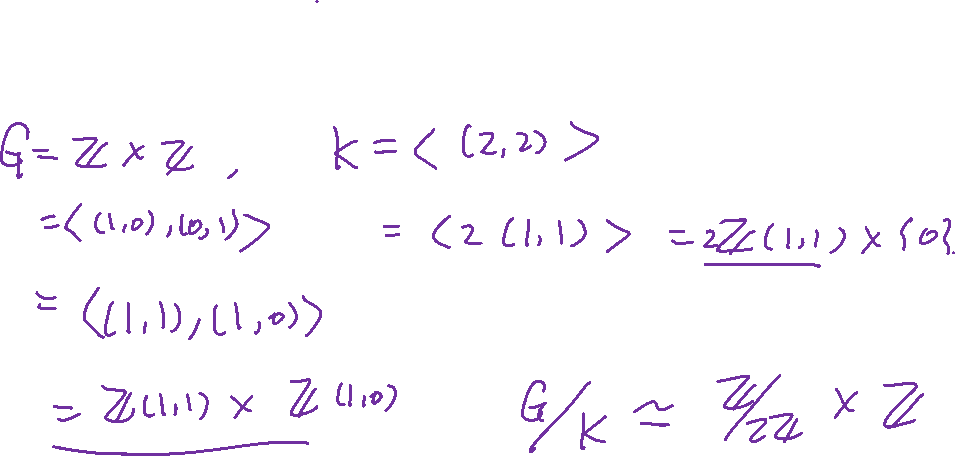 G = ℤ × ℤ , K = < (2,2) >
= < (1,0), (0,1) > = < 2 (1,1) > = 2ℤ(1,1) × {0}.
= < (1,1), (1,0) >
= ℤ(1,1) × ℤ(1,0) G/K ≃ ℤ/2ℤ × ℤ